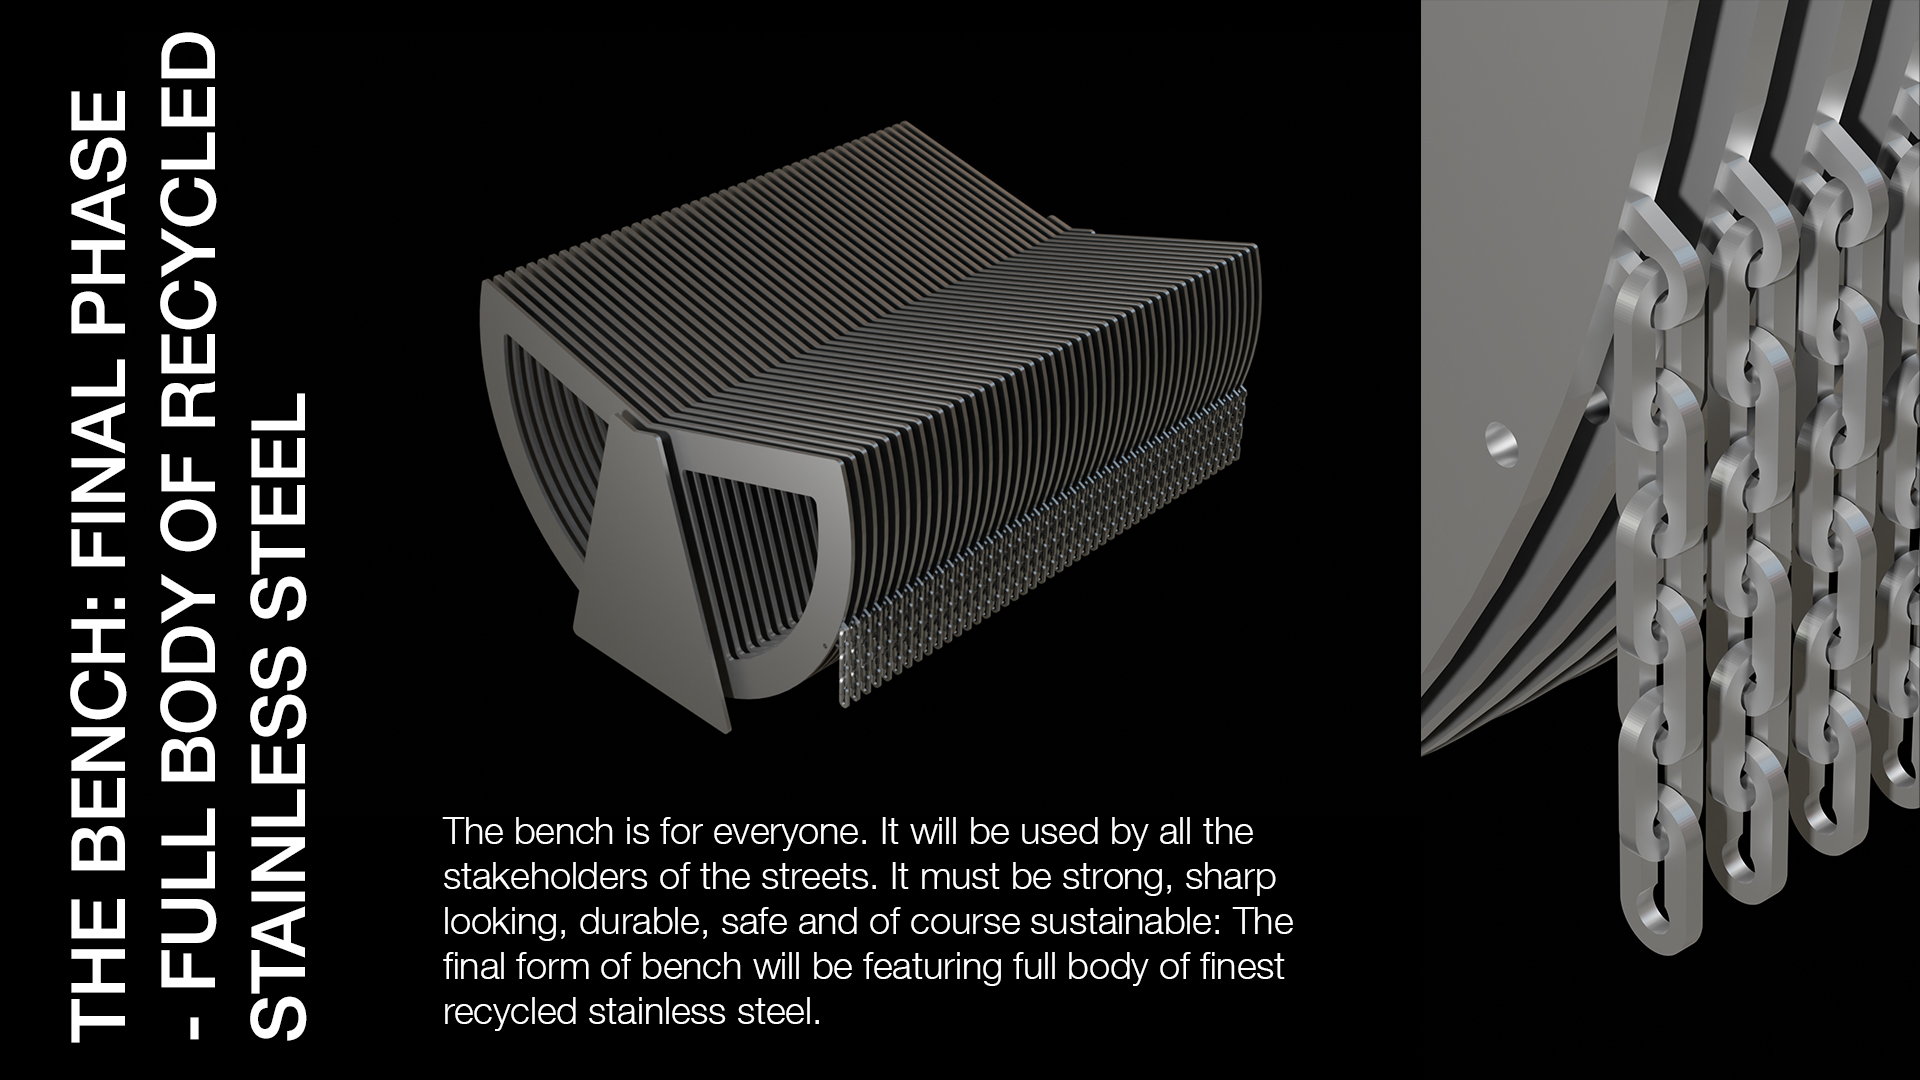 THE BENCH: FINAL PHASE
- FULL BODY OF RECYCLED
STAINLESS STEEL
The bench is for everyone. It will be used by all the
stakeholders of the streets. It must be strong, sharp
looking, durable, safe and of course sustainable: The
final form of bench will be featuring full body of finest
recycled stainless steel.